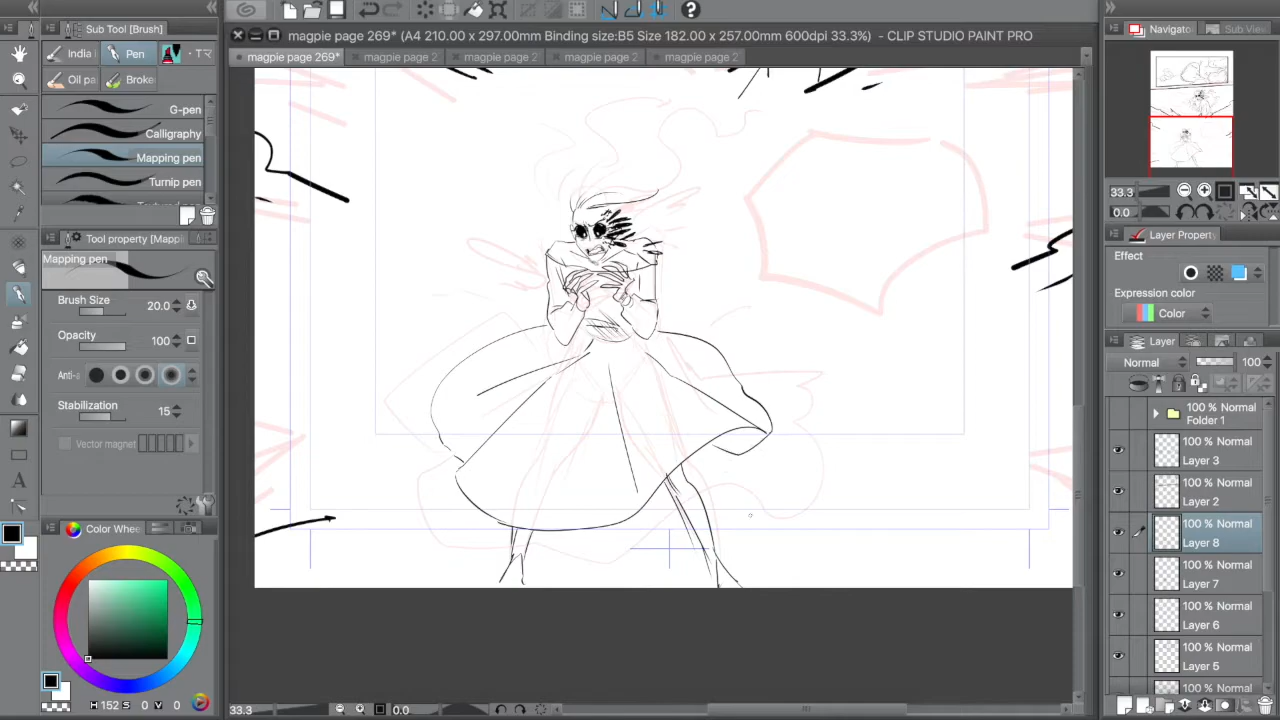 Sub Tool [Brush]
India
Pen
Oil pa
Broke
G-pen
Calligraphy
Mapping pen
Turnip pen
Tool property [Mappi
Mapping pen
Brush Size 20.0
Opacity 100
Anti-a
Stabilization 15
Vector magnet
Color Whee
H 152 S 0 V 0
magpie page 269* (A4 210.00 x 297.00mm Binding size:B5 Size 182.00 x 257.00mm 600dpi 33.3%) - CLIP STUDIO PAINT PRO
magpie page 269*
magpie page 2
magpie page 2
magpie page 2
magpie page 2
33.3
0.0
Navigato
Sub View
33.3
0.0
Layer Property
Effect
Expression color
Color
Layer
Normal 100
100 % Normal
Folder 1
100 % Normal
Layer 3
100 % Normal
Layer 2
100 % Normal
Layer 8
100 % Normal
Layer 7
100 % Normal
Layer 6
100 % Normal
Layer 5
100 % Normal